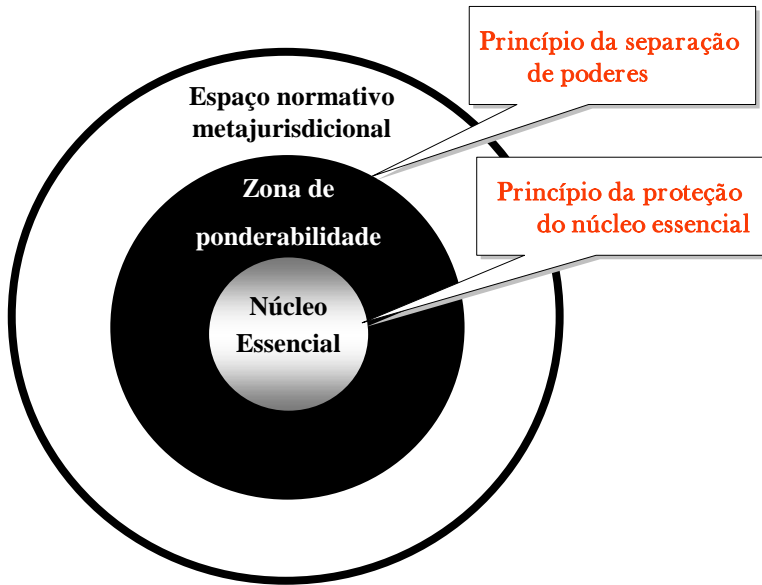 Princípio da separação
de poderes
Espaço normativo
metajurisdicional
Princípio da proteção
do núcleo essencial
Zona de
ponderabilidade
Núcleo
Essencial